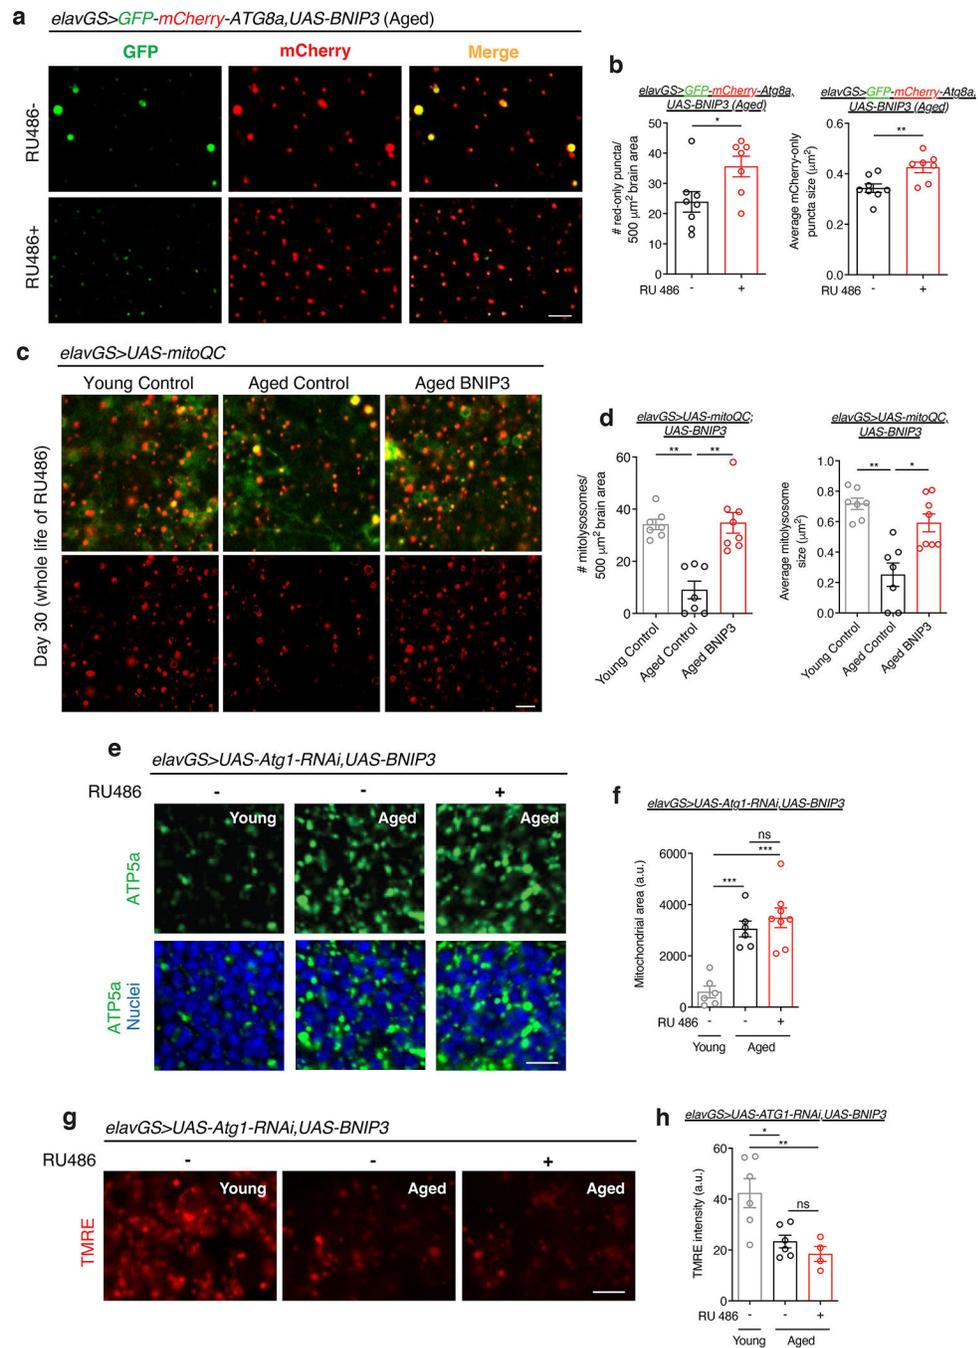 a
elavGS>GFP-mCherry-ATG8a,UAS-BNIP3 (Aged)
GFP mCherry Merge
RU486-
RU486+
b
elavGS>GFP-mCherry-Atg8a,
UAS-BNIP3 (Aged)
# red-only puncta/
500 μm² brain area
50
40
30
20
10
0
RU 486 - +
*
elavGS>GFP-mCherry-Atg8a,
UAS-BNIP3 (Aged)
Average mCherry-only
puncta size (μm²)
0.6
0.4
0.2
0.0
RU 486 - +
**
c
elavGS>UAS-mitoQC
Young Control Aged Control Aged BNIP3
Day 30 (whole life of RU486)
d
elavGS>UAS-mitoQC;
UAS-BNIP3
# mitolysosomes/
500 μm² brain area
60
40
20
0
** **
Young Control
Aged Control
Aged BNIP3
elavGS>UAS-mitoQC,
UAS-BNIP3
Average mitolysosome
size (μm²)
1.0
0.8
0.6
0.4
0.2
0.0
** *
Young Control
Aged Control
Aged BNIP3
e
elavGS>UAS-Atg1-RNAi,UAS-BNIP3
RU486 - - +
Young Aged Aged
ATP5a
ATP5a
Nuclei
f
elavGS>UAS-Atg1-RNAi,UAS-BNIP3
Mitochondrial area (a.u.)
6000
4000
2000
0
ns
***
***
RU 486 - - +
Young Aged
g
elavGS>UAS-Atg1-RNAi,UAS-BNIP3
RU486 - - +
Young Aged Aged
TMRE
h
elavGS>UAS-ATG1-RNAi,UAS-BNIP3
TMRE intensity (a.u.)
60
40
20
0
*
**
ns
RU 486 - - +
Young Aged